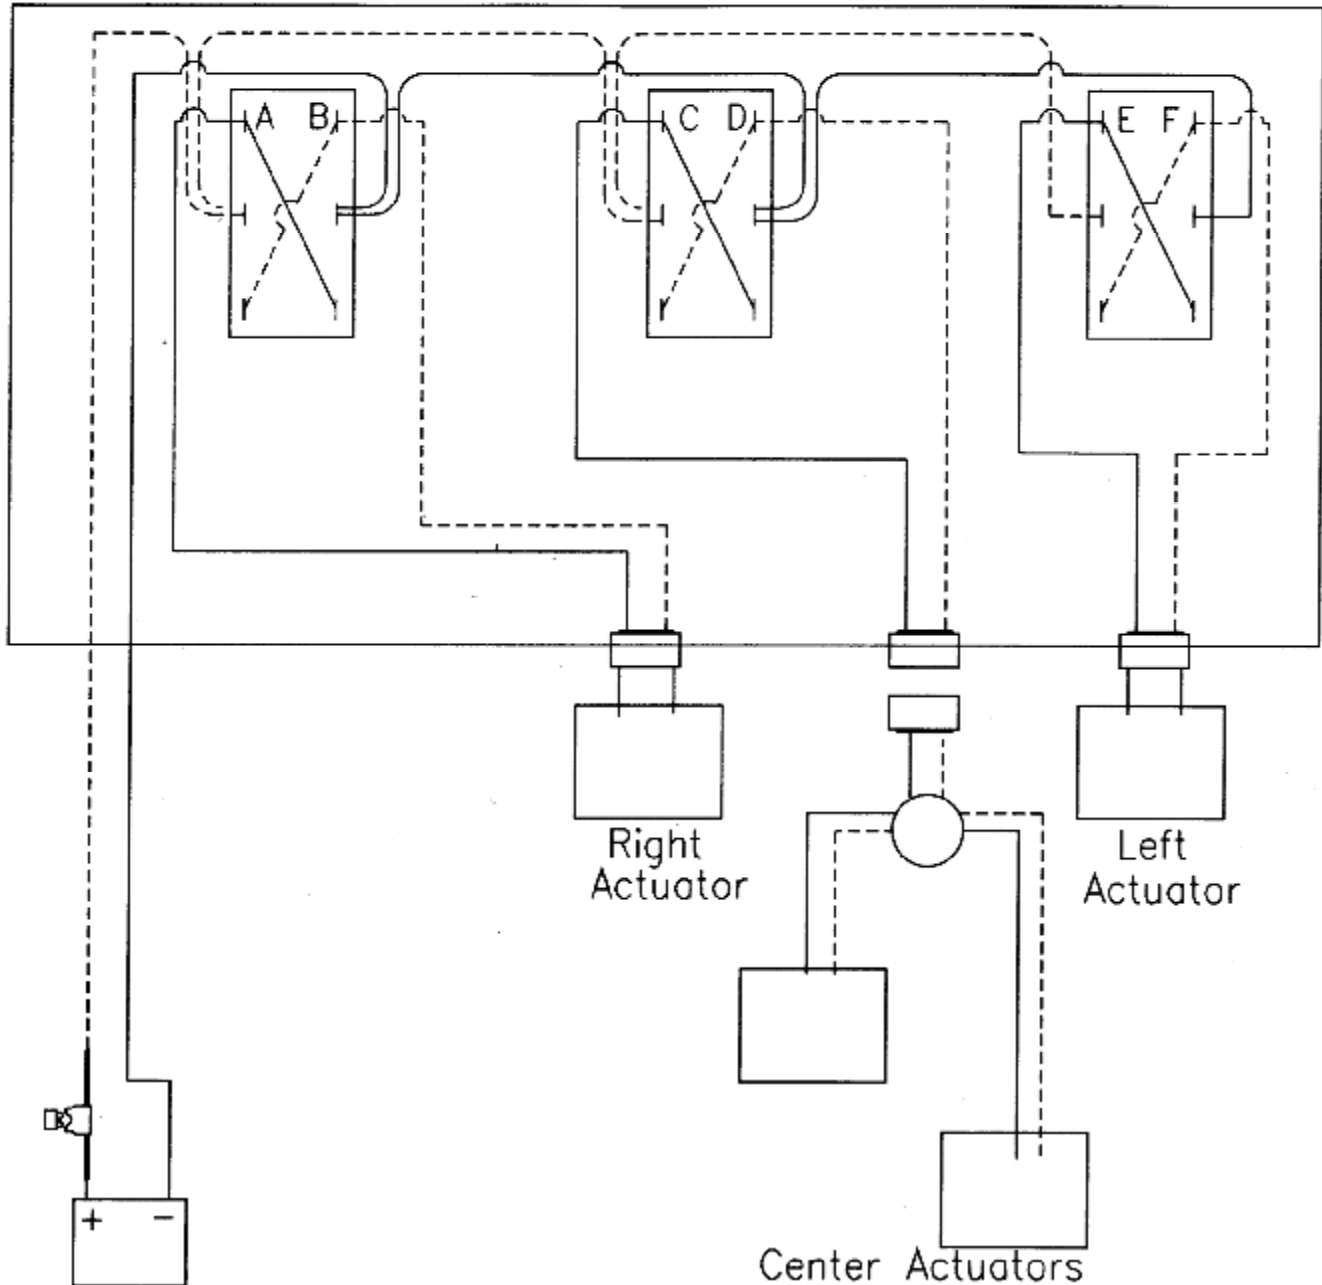 A B C D E F
Right
Actuator
Left
Actuator
+ −
Center Actuators